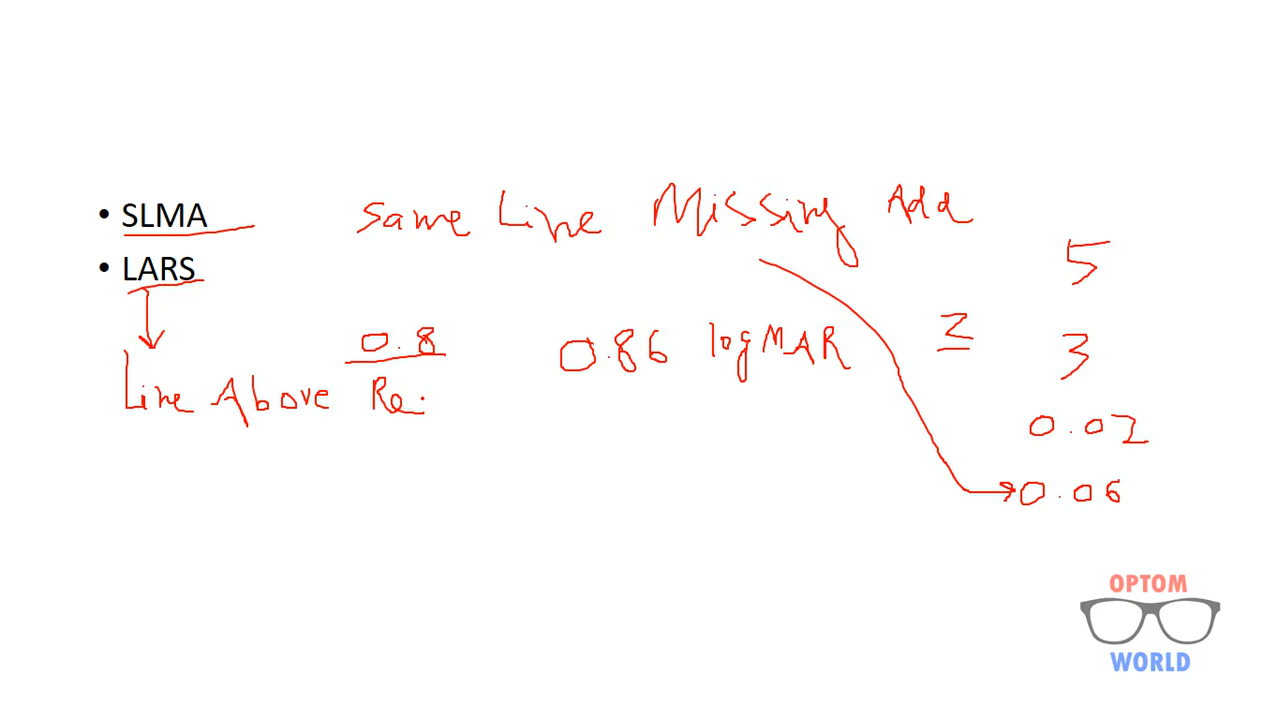 • SLMA Same Line Missing Add
• LARS
5
0.8 0.86 logMAR 2 3
Line Above Re.
0.02
0.06
OPTOM
WORLD